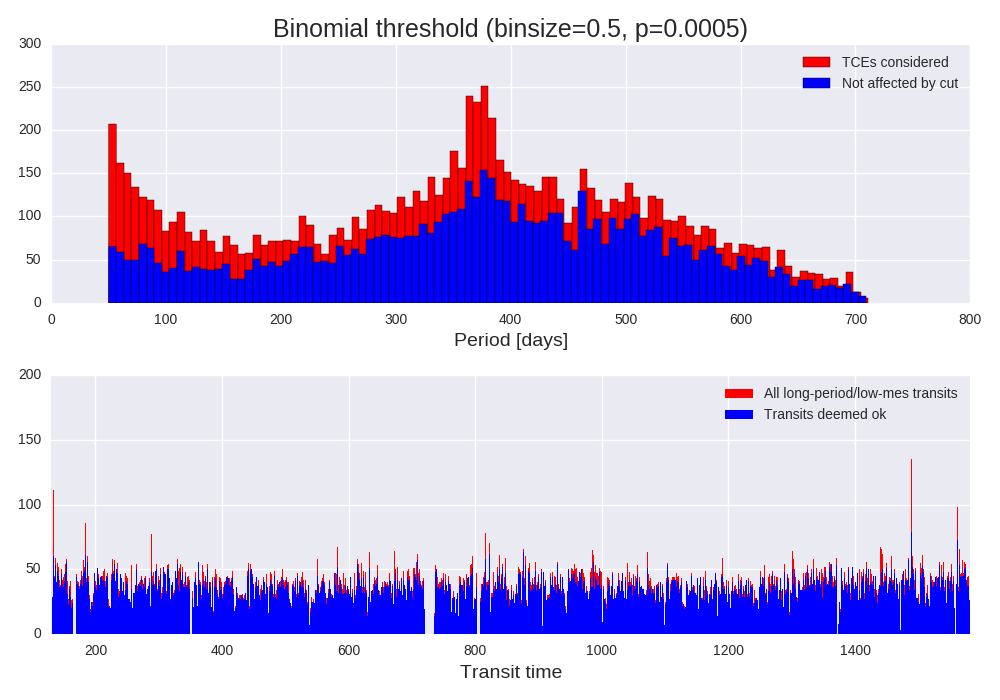 Binomial threshold (binsize=0.5, p=0.0005)
300
250
200
150
100
50
0
TCEs considered
Not affected by cut
0 100 200 300 400 500 600 700 800
Period [days]
200
150
100
50
0
All long-period/low-mes transits
Transits deemed ok
200 400 600 800 1000 1200 1400
Transit time